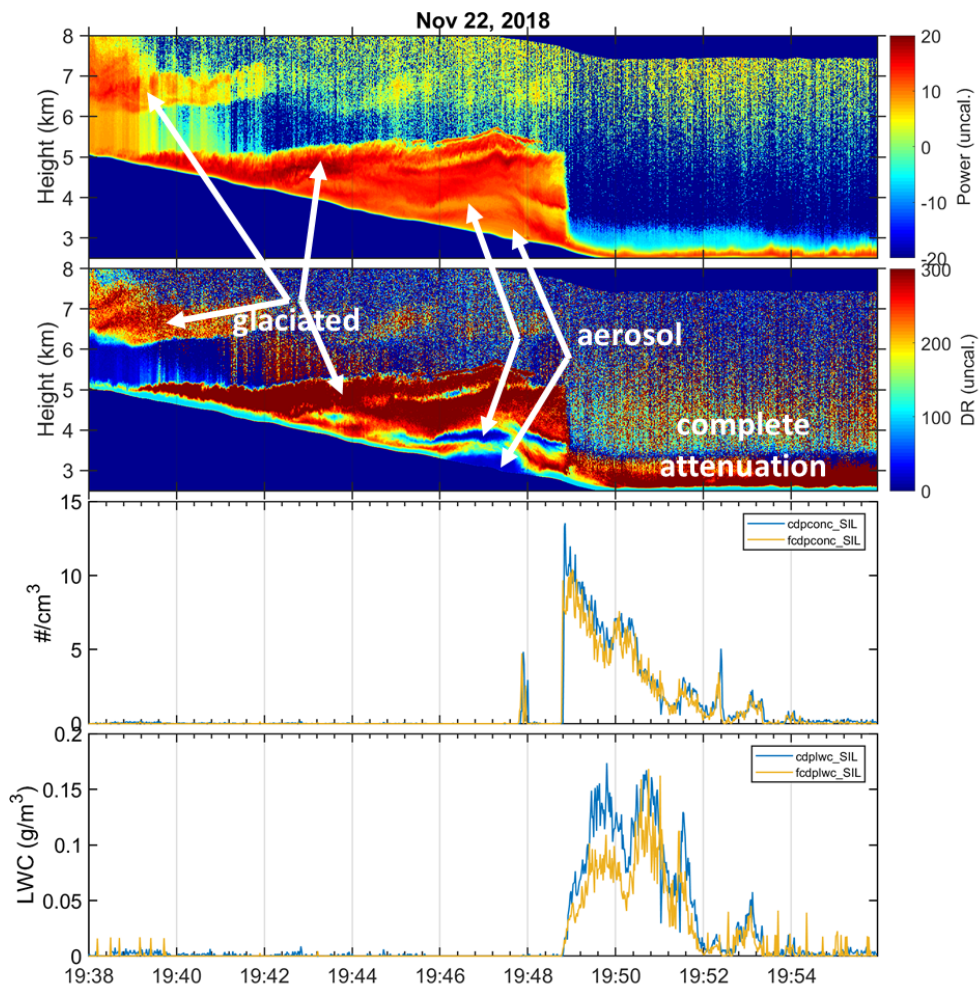 Nov 22, 2018
8
7
6
5
4
3
Height (km)
20
10
0
-10
-20
Power (uncal.)
8
7
6
5
4
3
Height (km)
glaciated
aerosol
complete
attenuation
300
200
100
0
DR (uncal.)
15
10
5
0
#/cm³
cdpconc_SIL
fcdpconc_SIL
0.2
0.15
0.1
0.05
0
LWC (g/m³)
cdplwc_SIL
fcdplwc_SIL
19:38 19:40 19:42 19:44 19:46 19:48 19:50 19:52 19:54